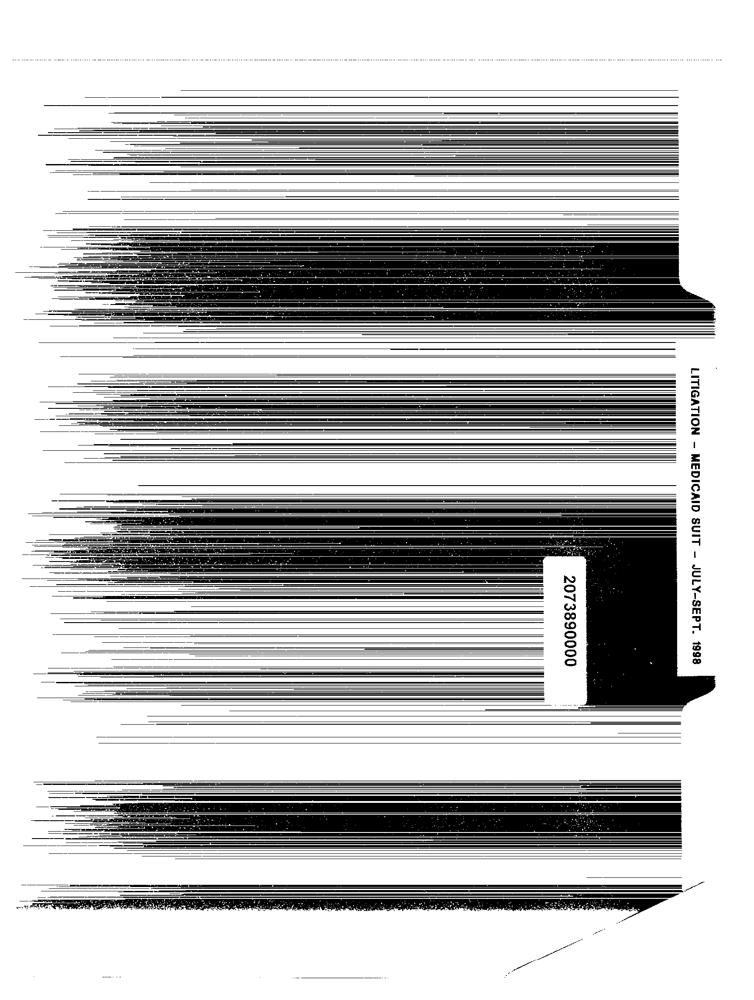 LITIGATION – MEDICAID SUIT – JULY–SEPT. 1998
2073890000